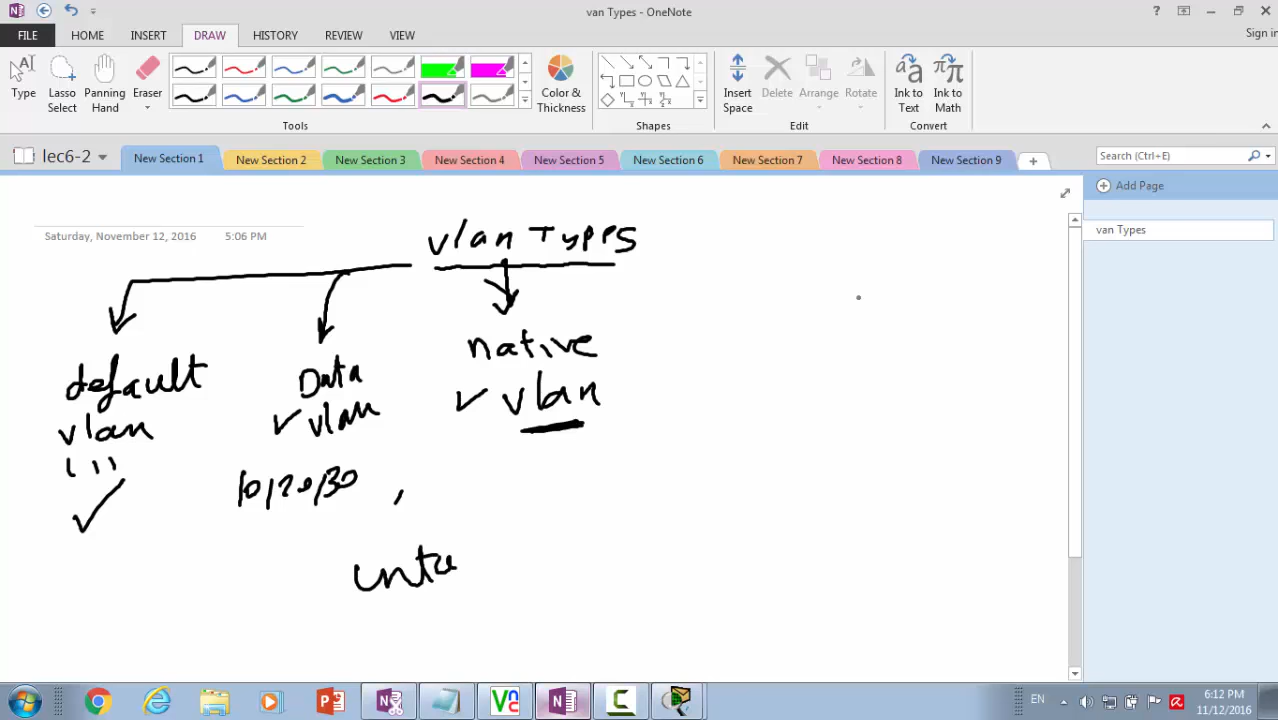 van Types - OneNote
Sign in
FILE HOME INSERT DRAW HISTORY REVIEW VIEW
Type
Lasso Select
Panning Hand
Eraser
Color & Thickness
Insert Space
Delete
Arrange
Rotate
Ink to Text
Ink to Math
Tools
Shapes
Edit
Convert
lec6-2
New Section 1
New Section 2
New Section 3
New Section 4
New Section 5
New Section 6
New Section 7
New Section 8
New Section 9
Search (Ctrl+E)
Add Page
van Types
Saturday, November 12, 2016 5:06 PM
vlan Types
default
vlan
Data
vlan
native
vlan
10/20/30 ,
EN
6:12 PM
11/12/2016